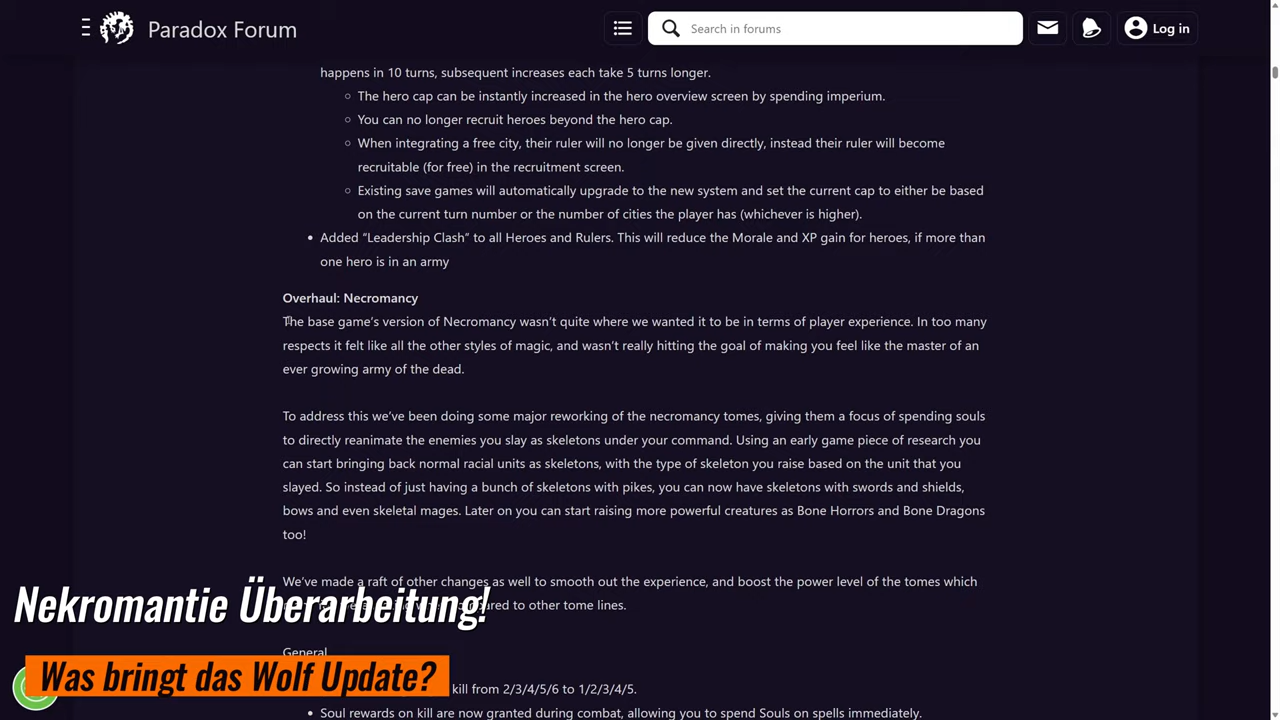 Paradox Forum
Search in forums
Log in
happens in 10 turns, subsequent increases each take 5 turns longer.
The hero cap can be instantly increased in the hero overview screen by spending imperium.
You can no longer recruit heroes beyond the hero cap.
When integrating a free city, their ruler will no longer be given directly, instead their ruler will become
recruitable (for free) in the recruitment screen.
Existing save games will automatically upgrade to the new system and set the current cap to either be based
on the current turn number or the number of cities the player has (whichever is higher).
Added “Leadership Clash” to all Heroes and Rulers. This will reduce the Morale and XP gain for heroes, if more than
one hero is in an army
Overhaul: Necromancy
The base game’s version of Necromancy wasn’t quite where we wanted it to be in terms of player experience. In too many
respects it felt like all the other styles of magic, and wasn’t really hitting the goal of making you feel like the master of an
ever growing army of the dead.
To address this we’ve been doing some major reworking of the necromancy tomes, giving them a focus of spending souls
to directly reanimate the enemies you slay as skeletons under your command. Using an early game piece of research you
can start bringing back normal racial units as skeletons, with the type of skeleton you raise based on the unit that you
slayed. So instead of just having a bunch of skeletons with pikes, you can now have skeletons with swords and shields,
bows and even skeletal mages. Later on you can start raising more powerful creatures as Bone Horrors and Bone Dragons
too!
We’ve made a raft of other changes as well to smooth out the experience, and boost the power level of the tomes which
to other tome lines.
Nekromantie Überarbeitung!
General
Was bringt das Wolf Update?
kill from 2/3/4/5/6 to 1/2/3/4/5.
Soul rewards on kill are now granted during combat, allowing you to spend Souls on spells immediately.